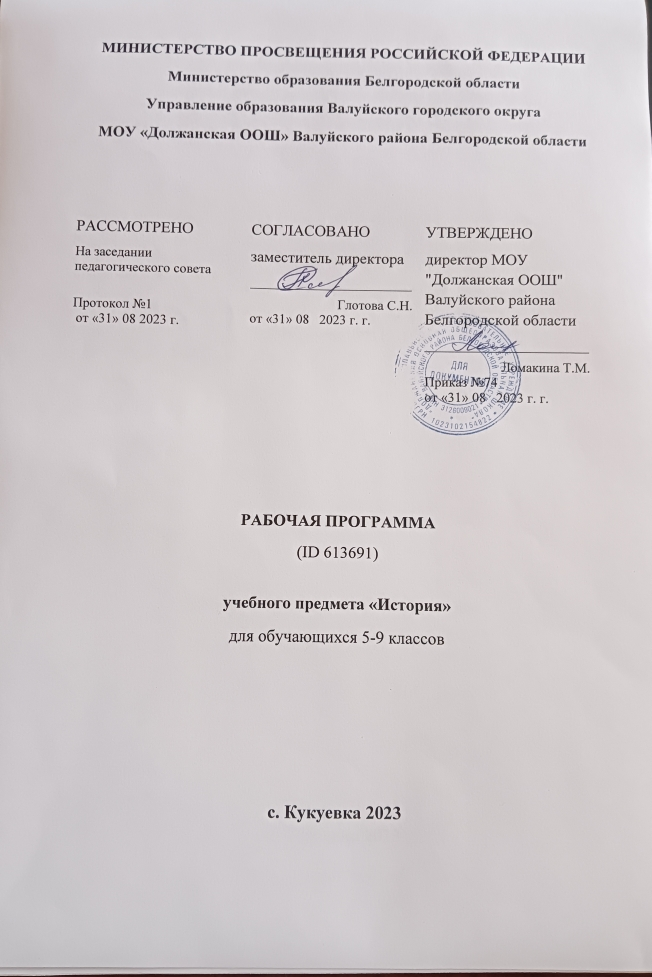 МИНИСТЕРСТВО ПРОСВЕЩЕНИЯ РОССИЙСКОЙ ФЕДЕРАЦИИ
Министерство образования Белгородской области
Управление образования Валуйского городского округа
МОУ «Должанская ООШ» Валуйского района Белгородской области
РАССМОТРЕНО
На заседании
педагогического совета
Протокол №1
от «31» 08 2023 г.
СОГЛАСОВАНО
заместитель директора
Глотова С.Н.
от «31» 08 2023 г. г.
УТВЕРЖДЕНО
директор МОУ
"Должанская ООШ"
Валуйского района
Белгородской области
Ломакина Т.М.
Приказ №74
от «31» 08 2023 г. г.
ДЛЯ
ДОКУМЕНТОВ
РАБОЧАЯ ПРОГРАММА
(ID 613691)
учебного предмета «История»
для обучающихся 5-9 классов
с. Кукуевка 2023